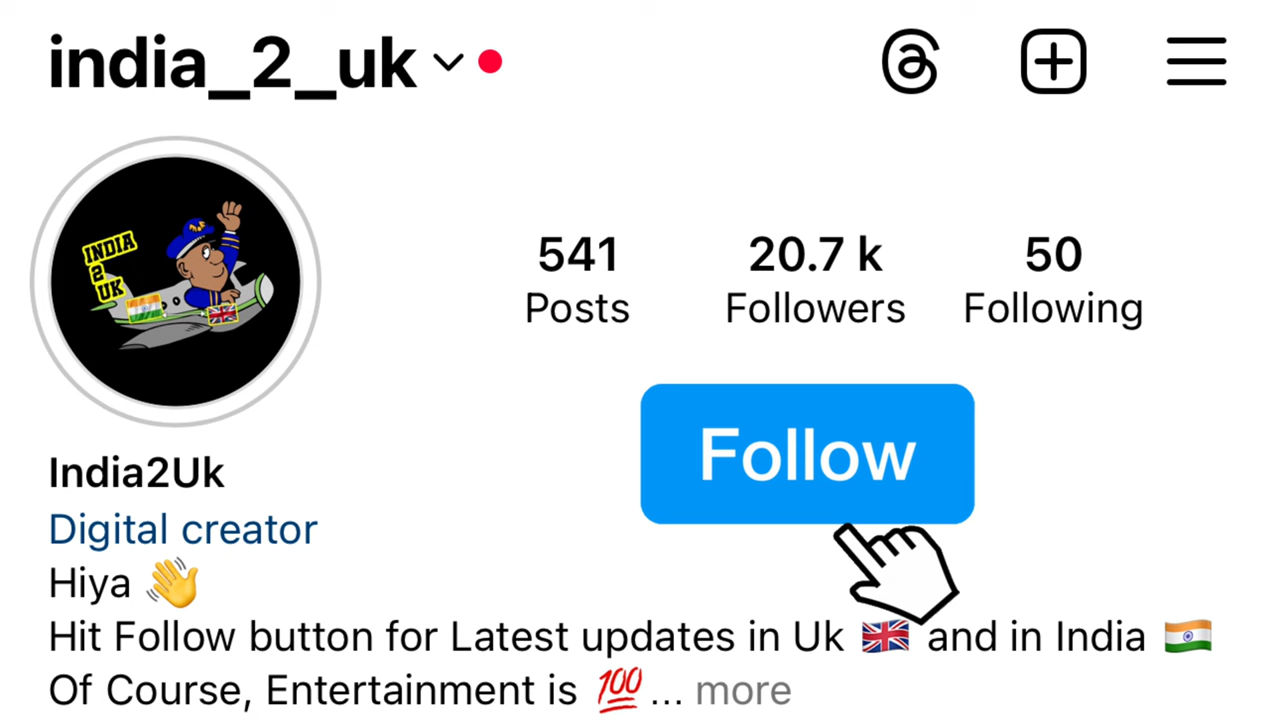 india_2_uk
INDIA
2
UK
541 20.7 k 50
Posts Followers Following
Follow
India2Uk
Digital creator
Hiya 👋
Hit Follow button for Latest updates in Uk 🇬🇧 and in India 🇮🇳
Of Course, Entertainment is 💯... more